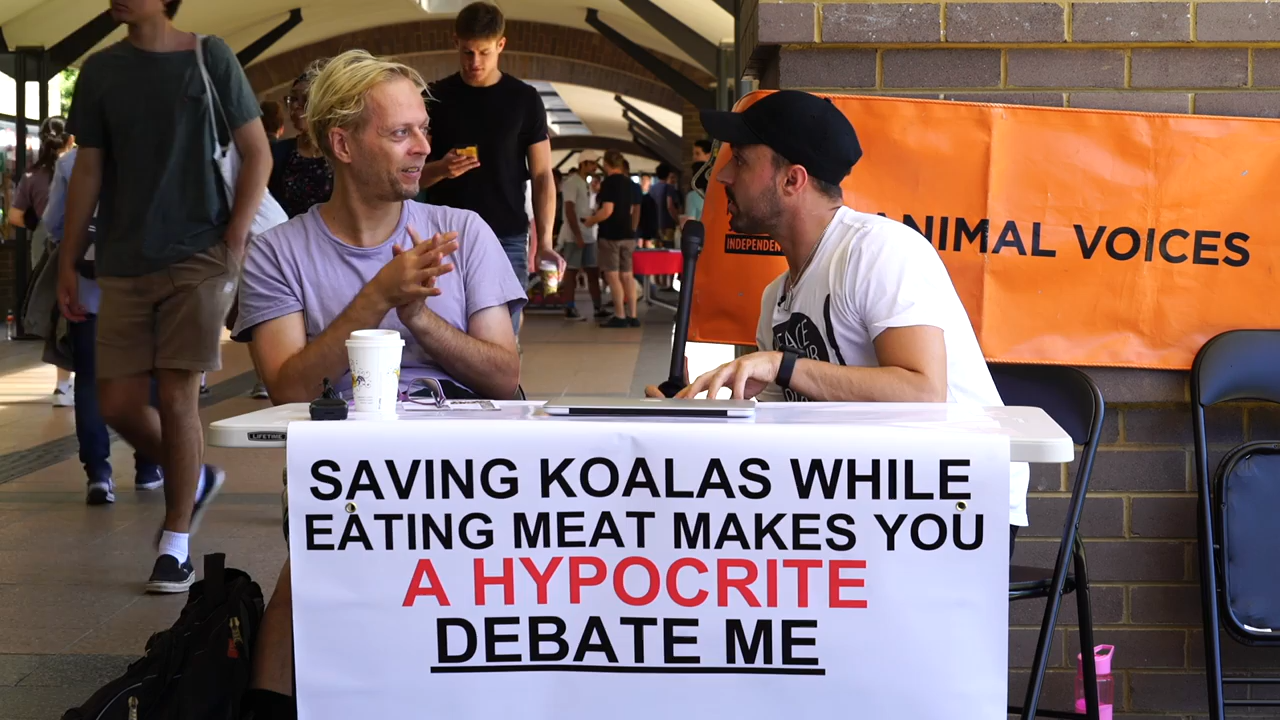 INDEPENDEN
ANIMAL VOICES
LIFETIME
SAVING KOALAS WHILE
EATING MEAT MAKES YOU
A HYPOCRITE
DEBATE ME